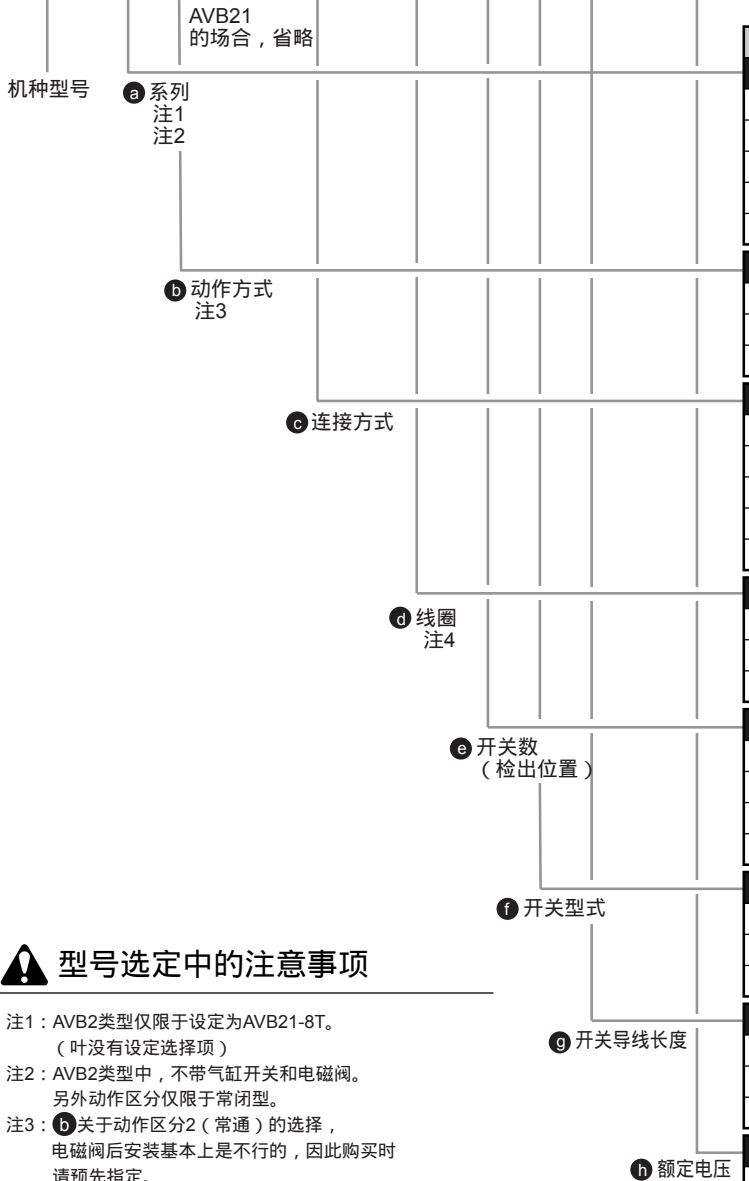 AVB21
的场合，省略
机种型号
a 系列
注1
注2
b 动作方式
注3
c 连接方式
d 线圈
注4
e 开关数
（检出位置）
f 开关型式
型号选定中的注意事项
注1：AVB2类型仅限于设定为AVB21-8T。
（叶没有设定选择项）
注2：AVB2类型中，不带气缸开关和电磁阀。
另外动作区分仅限于常闭型。
注3：b关于动作区分2（常通）的选择，
电磁阀后安装基本上是不行的，因此购买时
请预先指定。
g 开关导线长度
h 额定电压